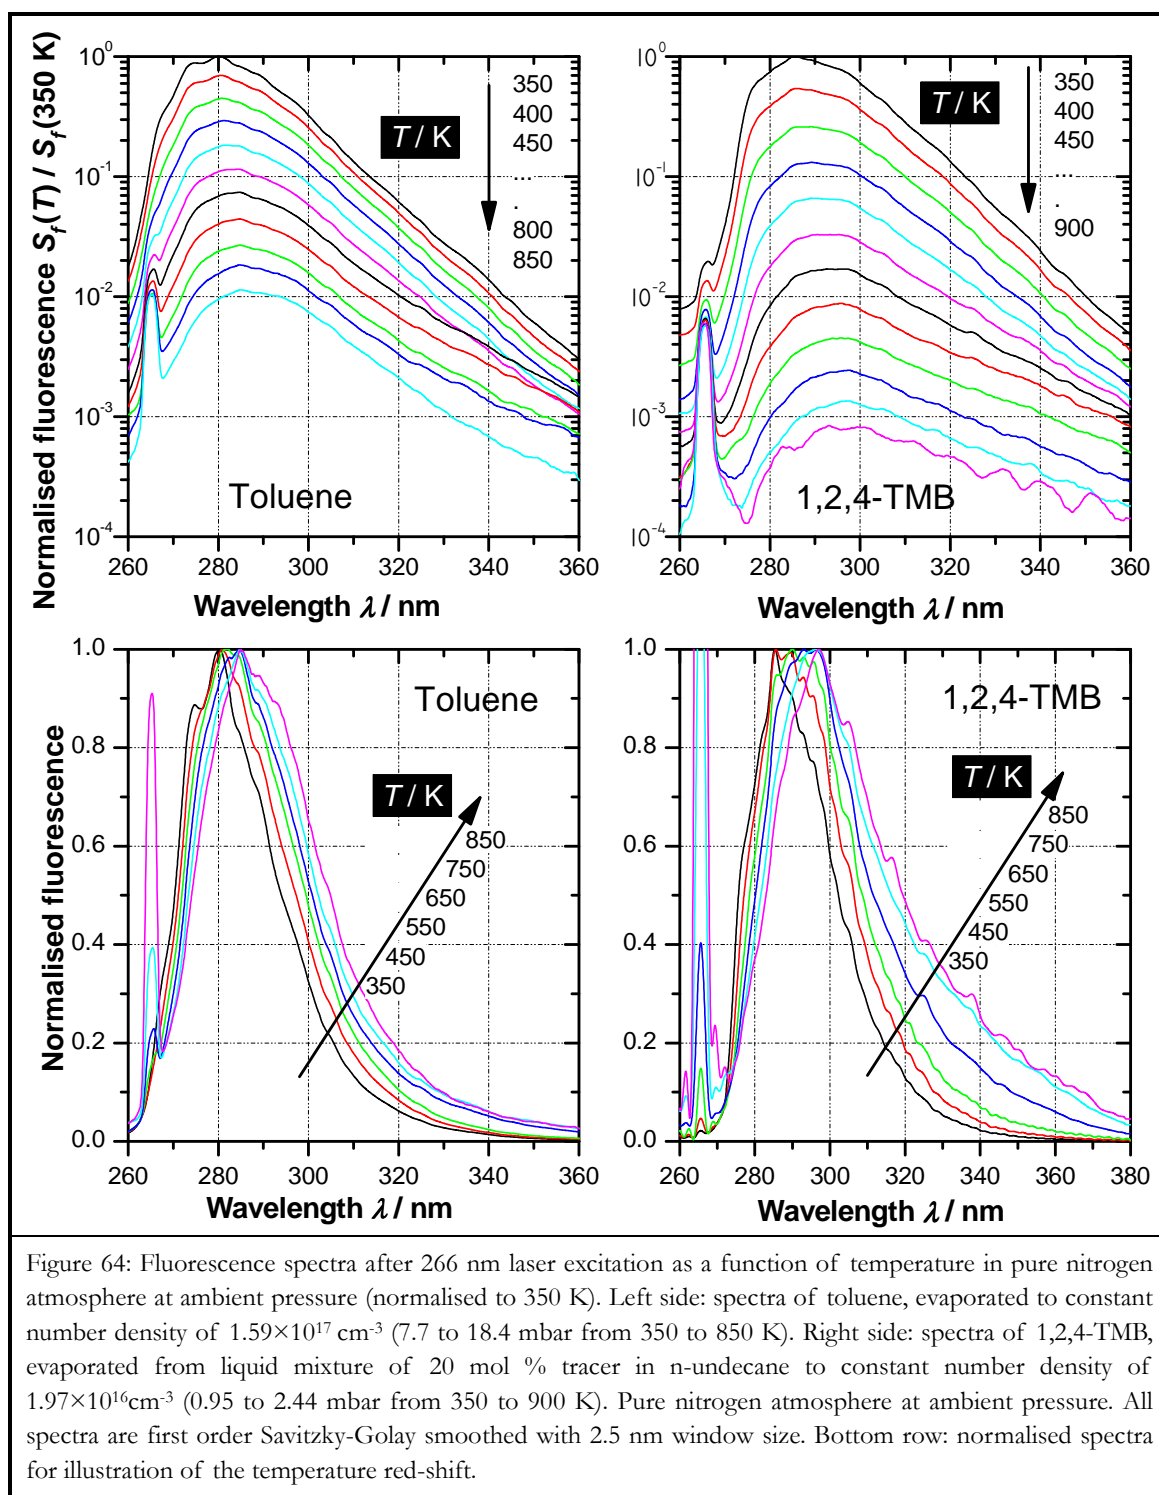 Normalised fluorescence S_f(T) / S_f(350 K)
10⁰
10⁻¹
10⁻²
10⁻³
10⁻⁴
T / K
350
400
450
...
.
800
850
Toluene
260 280 300 320 340 360
Wavelength λ / nm
10⁰
10⁻¹
10⁻²
10⁻³
10⁻⁴
T / K
350
400
450
...
.
900
1,2,4-TMB
260 280 300 320 340 360
Wavelength λ / nm
Normalised fluorescence
1.0
0.8
0.6
0.4
0.2
0.0
Toluene
T / K
850
750
650
550
450
350
260 280 300 320 340 360
Wavelength λ / nm
1.0
0.8
0.6
0.4
0.2
0.0
1,2,4-TMB
T / K
850
750
650
550
450
350
260 280 300 320 340 360 380
Wavelength λ / nm
Figure 64: Fluorescence spectra after 266 nm laser excitation as a function of temperature in pure nitrogen
atmosphere at ambient pressure (normalised to 350 K). Left side: spectra of toluene, evaporated to constant
number density of 1.59×10¹⁷ cm⁻³ (7.7 to 18.4 mbar from 350 to 850 K). Right side: spectra of 1,2,4-TMB,
evaporated from liquid mixture of 20 mol % tracer in n-undecane to constant number density of
1.97×10¹⁶cm⁻³ (0.95 to 2.44 mbar from 350 to 900 K). Pure nitrogen atmosphere at ambient pressure. All
spectra are first order Savitzky-Golay smoothed with 2.5 nm window size. Bottom row: normalised spectra
for illustration of the temperature red-shift.